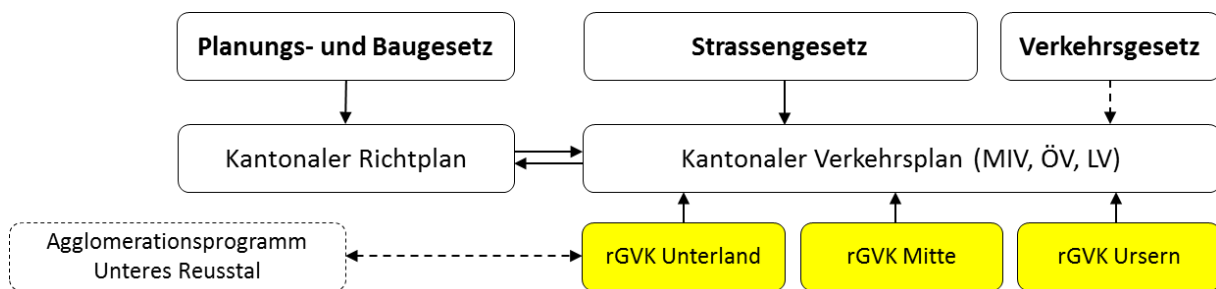 Planungs- und Baugesetz
Strassengesetz
Verkehrsgesetz
Kantonaler Richtplan
Kantonaler Verkehrsplan (MIV, ÖV, LV)
Agglomerationsprogramm
Unteres Reusstal
rGVK Unterland
rGVK Mitte
rGVK Ursern